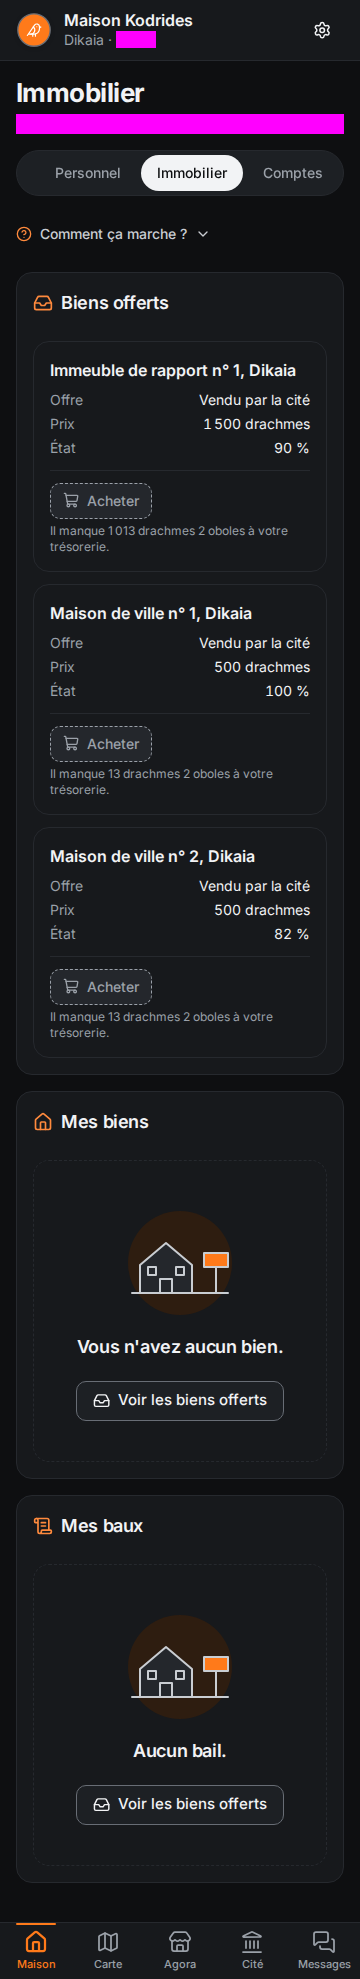 Maison Kodrides
Dikaia ·
Immobilier
Personnel
Immobilier
Comptes
Comment ça marche ?
Biens offerts
Immeuble de rapport n° 1, Dikaia
Offre Vendu par la cité
Prix 1 500 drachmes
État 90 %
Acheter
Il manque 1 013 drachmes 2 oboles à votre
trésorerie.
Maison de ville n° 1, Dikaia
Offre Vendu par la cité
Prix 500 drachmes
État 100 %
Acheter
Il manque 13 drachmes 2 oboles à votre
trésorerie.
Maison de ville n° 2, Dikaia
Offre Vendu par la cité
Prix 500 drachmes
État 82 %
Acheter
Il manque 13 drachmes 2 oboles à votre
trésorerie.
Mes biens
Vous n'avez aucun bien.
Voir les biens offerts
Mes baux
Aucun bail.
Voir les biens offerts
Maison
Carte
Agora
Cité
Messages